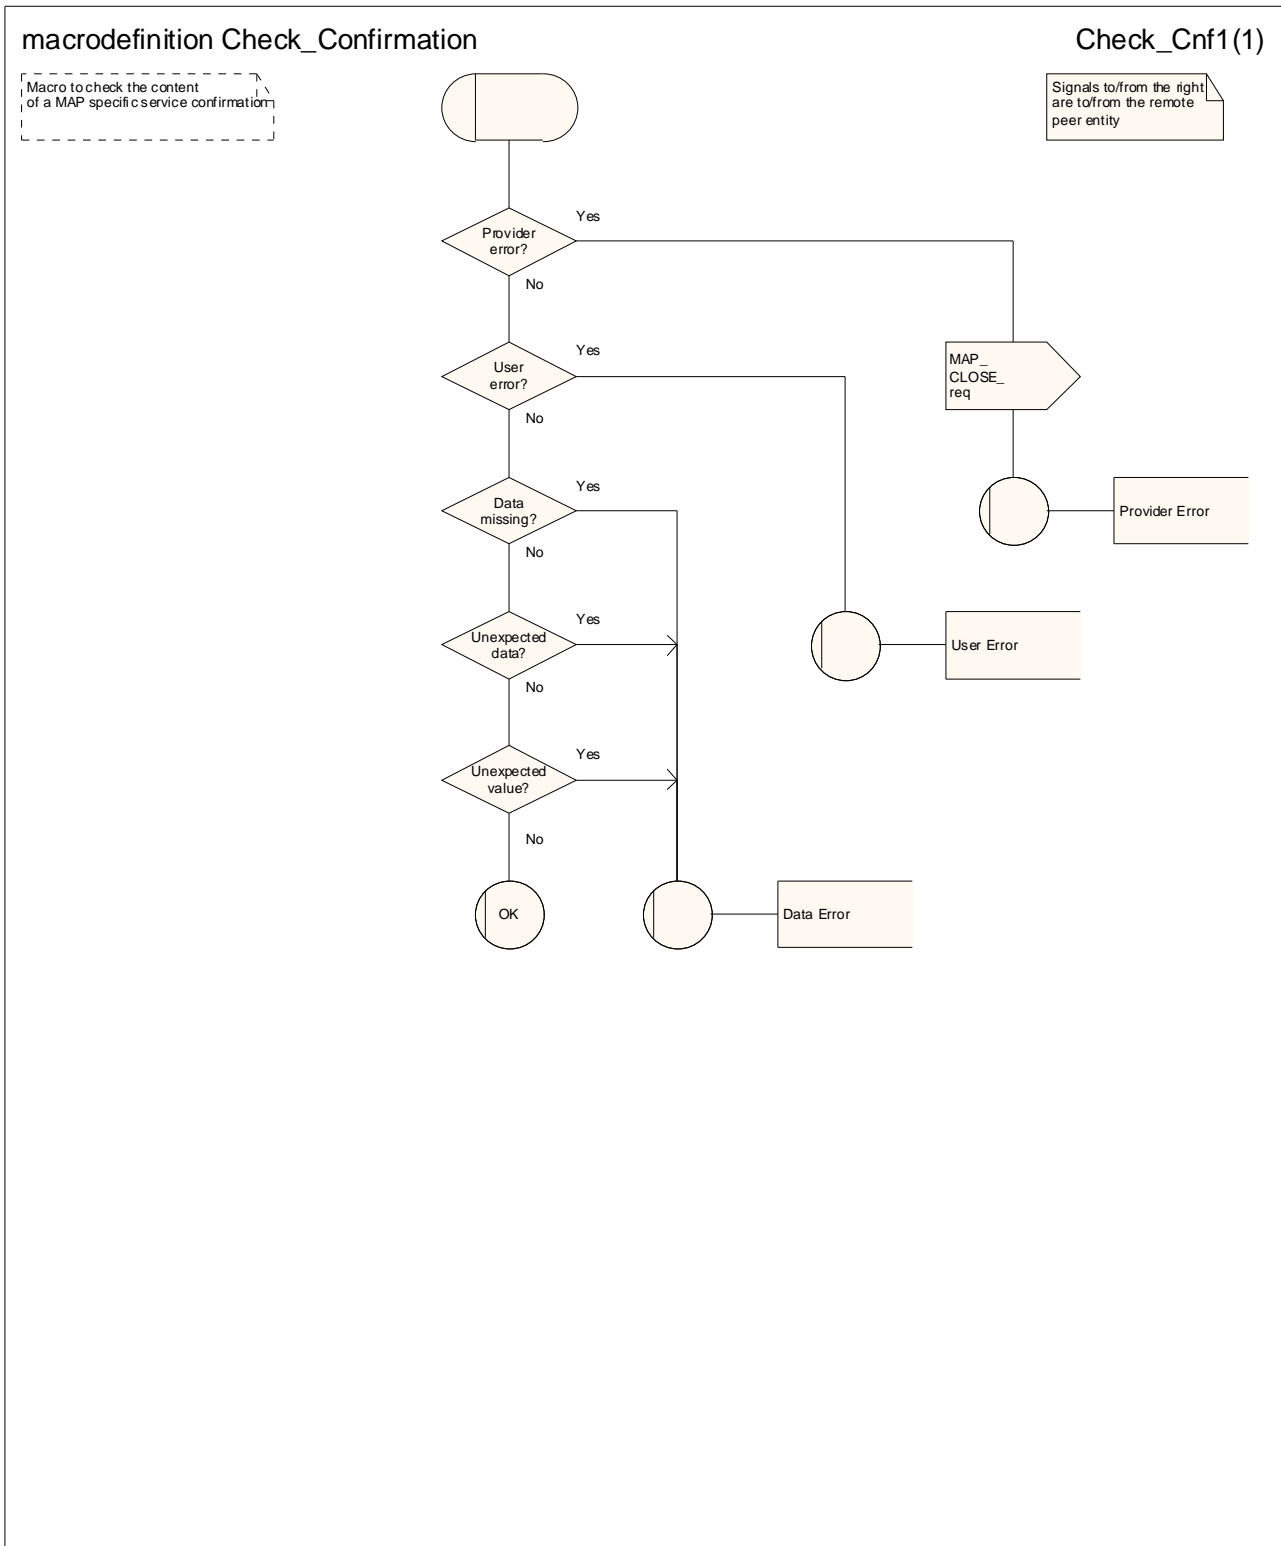 macrodefinition Check_Confirmation
Check_Cnf1(1)
Macro to check the content
of a MAP specific service confirmation
Signals to/from the right
are to/from the remote
peer entity
Provider
error?
Yes
No
User
error?
Yes
No
MAP_
CLOSE_
req
Data
missing?
Yes
No
Provider Error
Unexpected
data?
Yes
No
User Error
Unexpected
value?
Yes
No
OK
Data Error